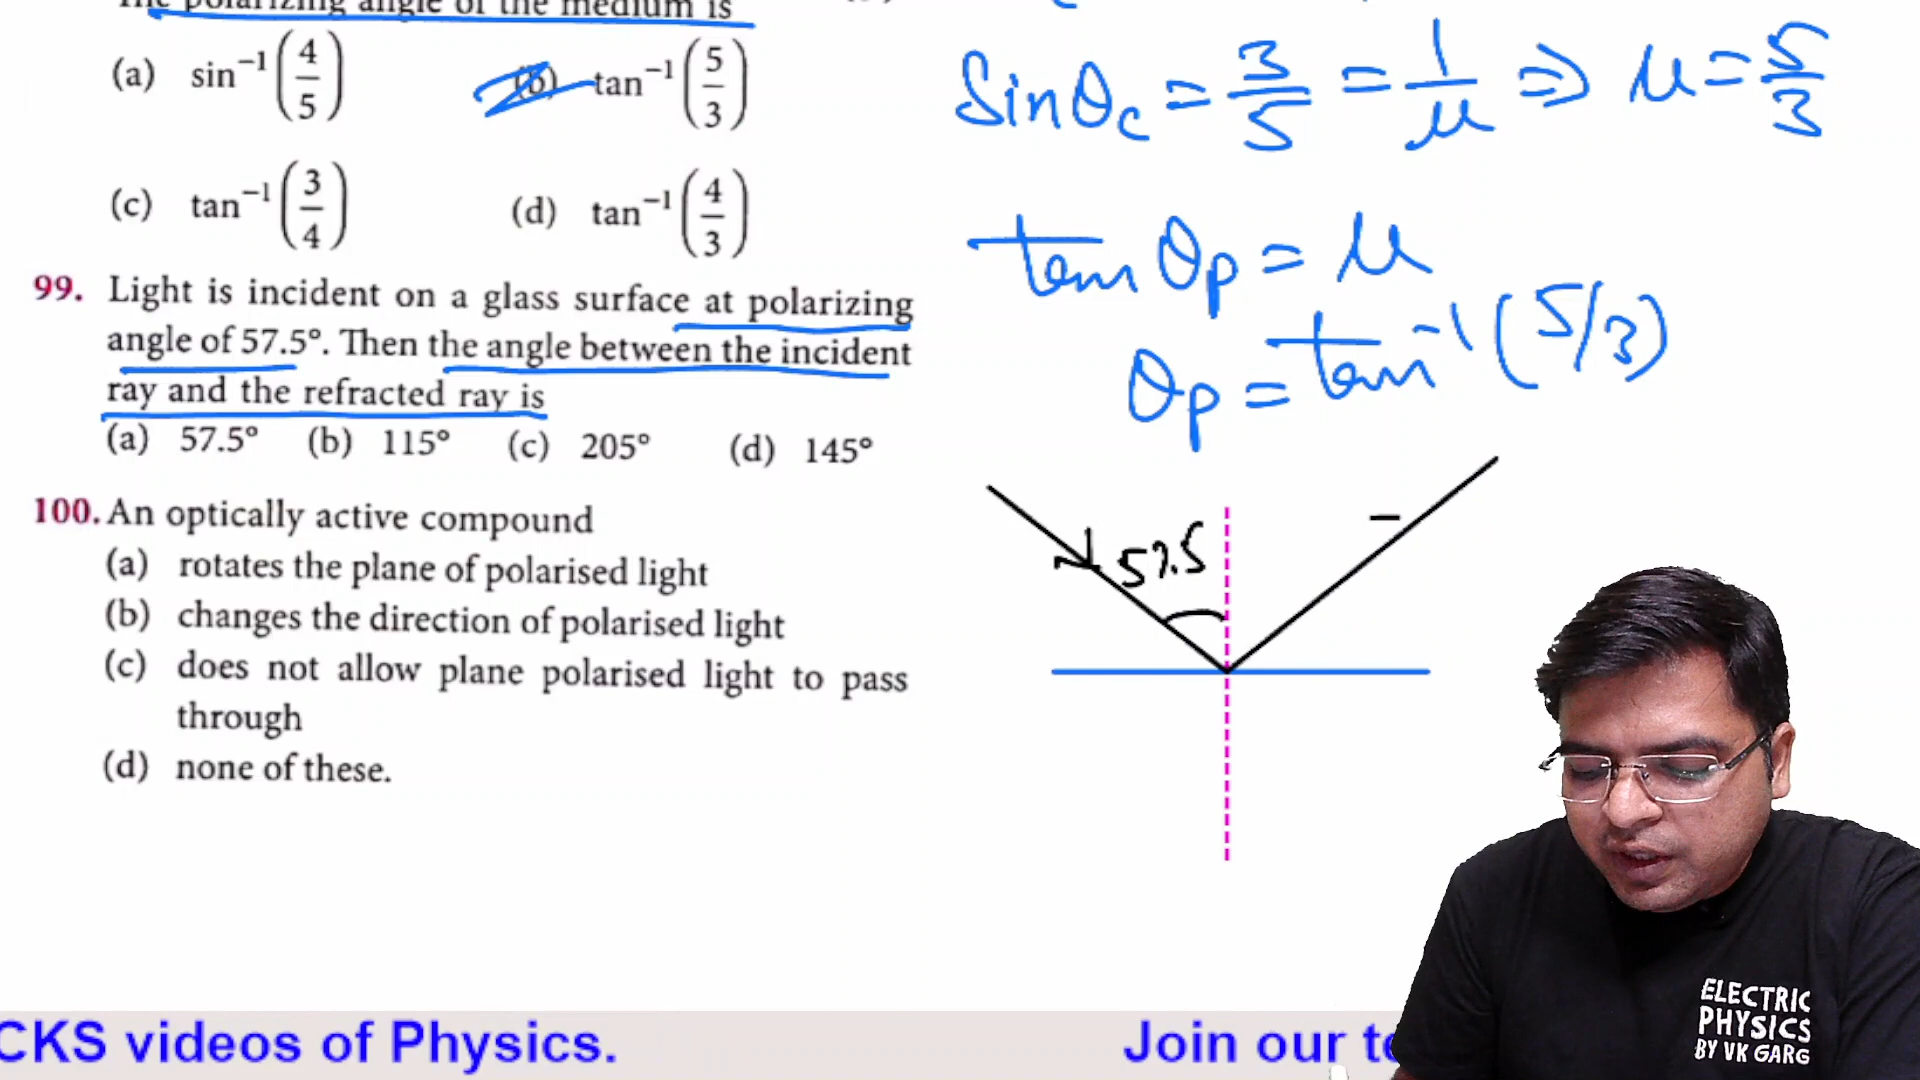 The polarizing angle of the medium is
(a) sin⁻¹(4/5) (b) tan⁻¹(5/3)
(c) tan⁻¹(3/4) (d) tan⁻¹(4/3)
99. Light is incident on a glass surface at polarizing
angle of 57.5°. Then the angle between the incident
ray and the refracted ray is
(a) 57.5° (b) 115° (c) 205° (d) 145°
100. An optically active compound
(a) rotates the plane of polarised light
(b) changes the direction of polarised light
(c) does not allow plane polarised light to pass
through
(d) none of these.
Sinθc = 3/5 = 1/μ ⇒ μ = 5/3
tan θp = μ
θp = tan⁻¹(5/3)
57.5
ELECTRIC
PHYSICS
BY VK GARG
CKS videos of Physics.
Join our